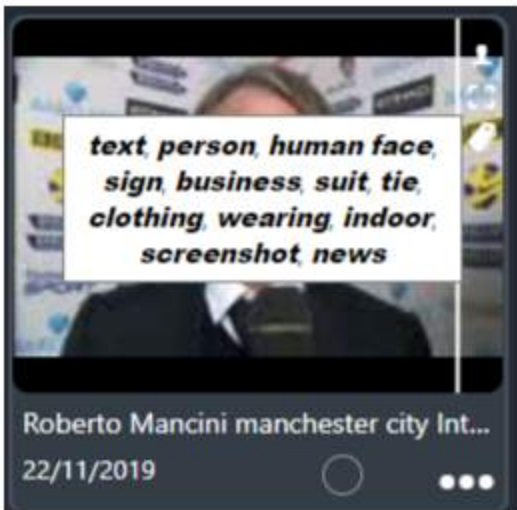 ETIHAD
text, person, human face,
sign, business, suit, tie,
clothing, wearing, indoor,
screenshot, news
Roberto Mancini manchester city Int...
22/11/2019